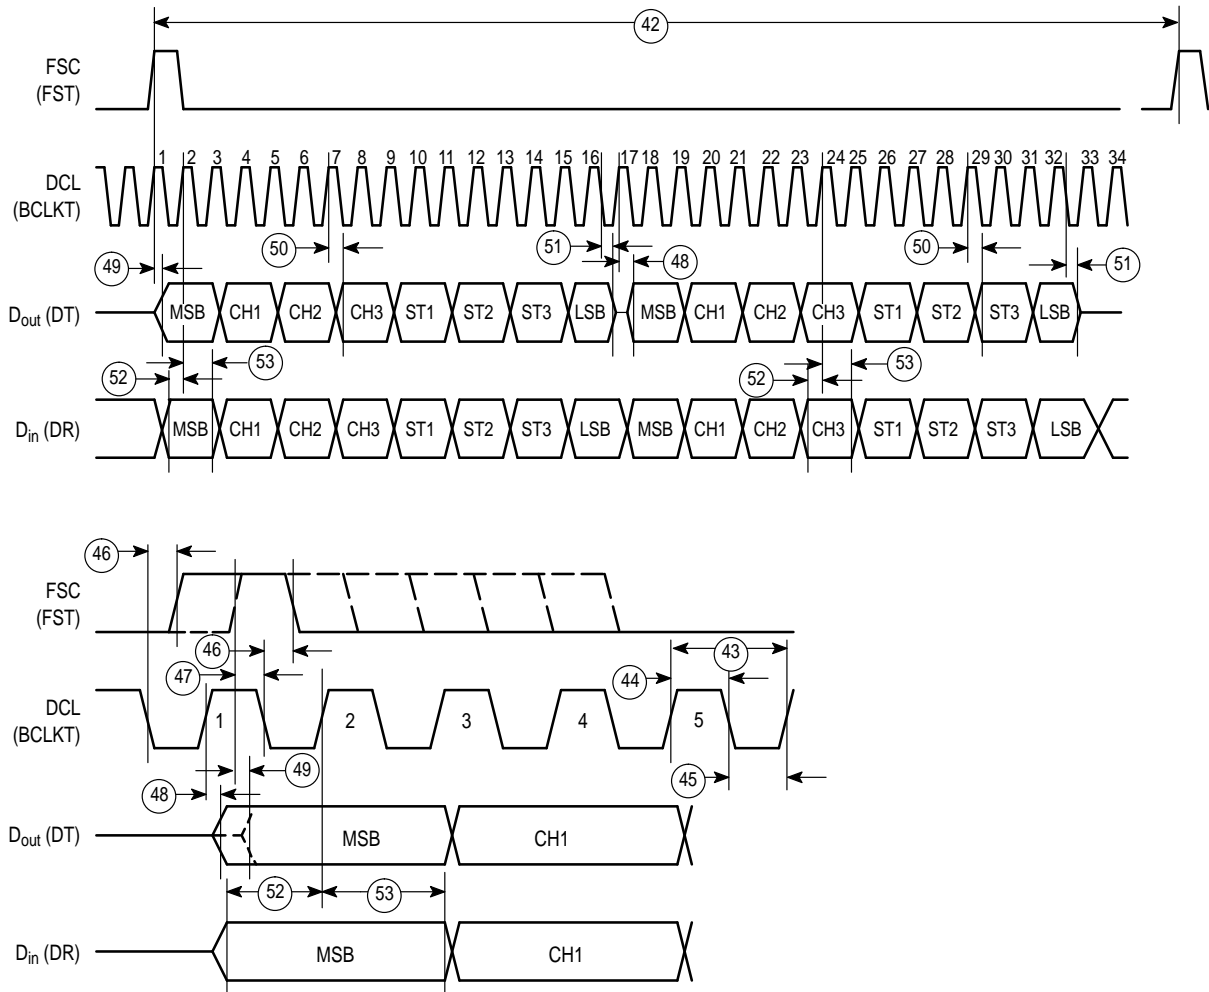 42
FSC
(FST)
1 2 3 4 5 6 7 8 9 10 11 12 13 14 15 16 17 18 19 20 21 22 23 24 25 26 27 28 29 30 31 32 33 34
DCL
(BCLKT)
50 51 48 50 51
49
Dout (DT) MSB CH1 CH2 CH3 ST1 ST2 ST3 LSB MSB CH1 CH2 CH3 ST1 ST2 ST3 LSB
53 53
52 52
Din (DR) MSB CH1 CH2 CH3 ST1 ST2 ST3 LSB MSB CH1 CH2 CH3 ST1 ST2 ST3 LSB
46
FSC
(FST)
46 43
47 44
DCL
(BCLKT)
1 2 3 4 5
49 45
48
Dout (DT) MSB CH1
52 53
Din (DR) MSB CH1